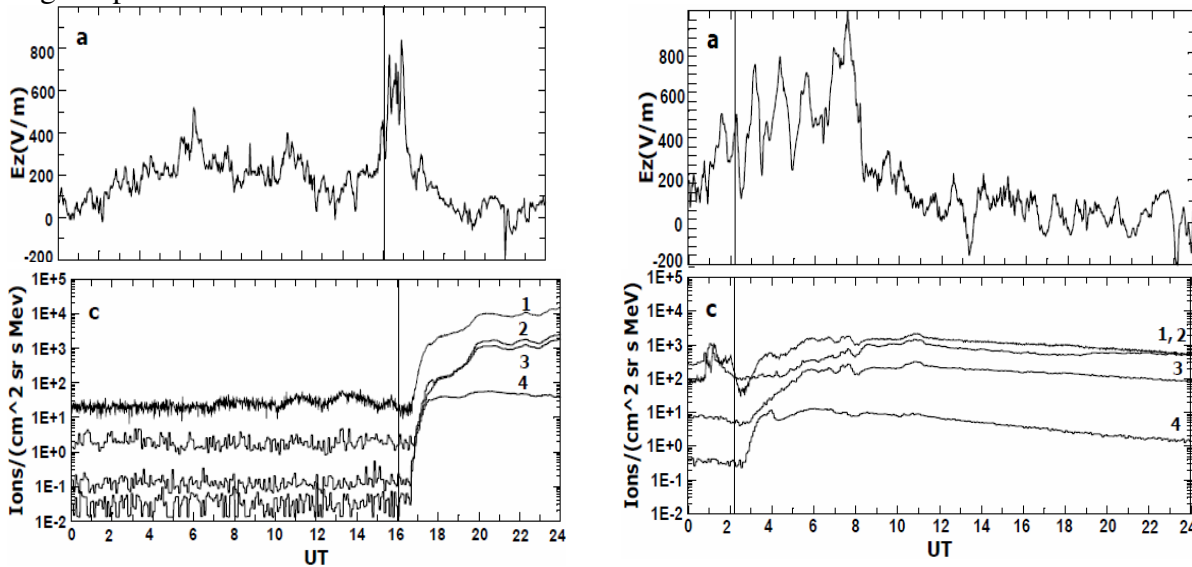 a
Ez(V/m)
800
600
400
200
0
-200
c
Ions/(cm^2 sr s Mev)
1E+5
1E+4
1E+3
1E+2
1E+1
1E+0
1E-1
1E-2
1
2
3
4
0 2 4 6 8 10 12 14 16 18 20 22 24
UT
a
Ez(V/m)
800
600
400
200
0
-200
c
Ions/(cm^2 sr s MeV)
1E+5
1E+4
1E+3
1E+2
1E+1
1E+0
1E-1
1E-2
1,2
3
4
0 2 4 6 8 10 12 14 16 18 20 22 24
UT